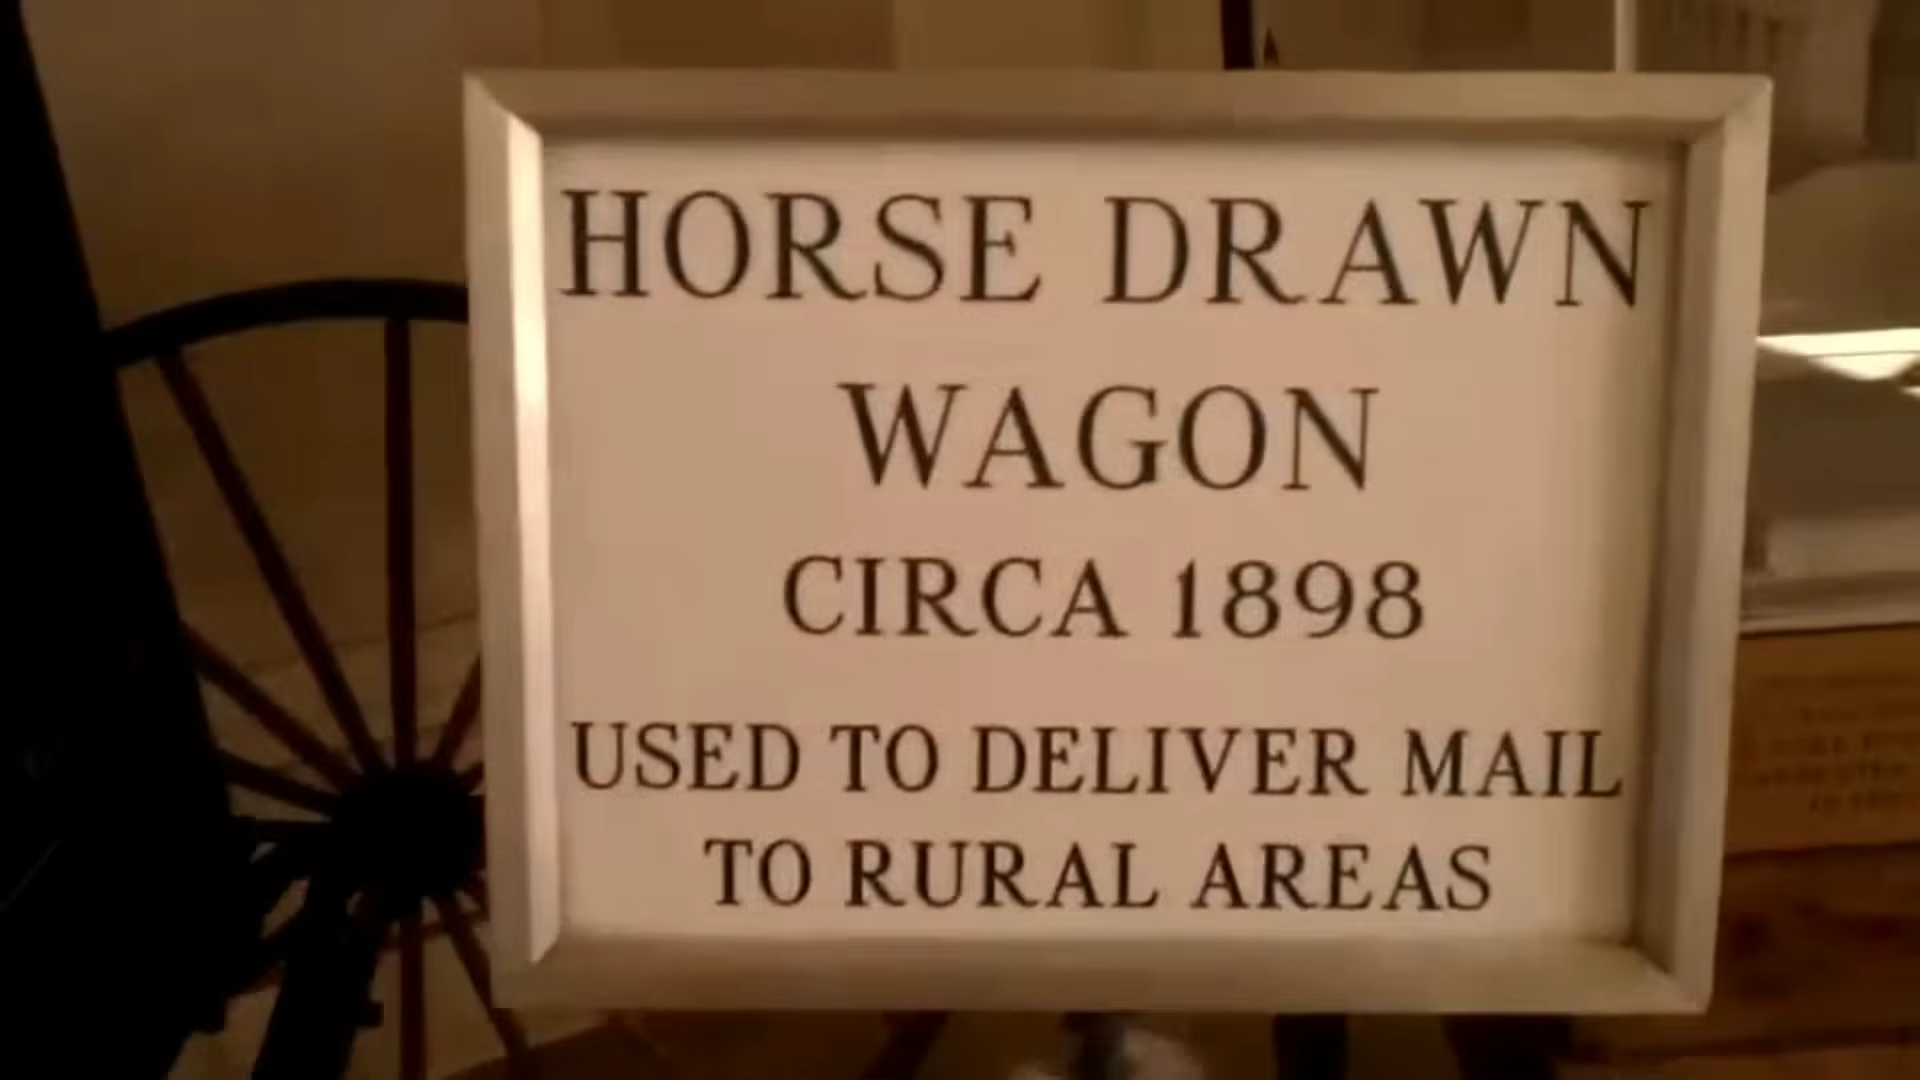 HORSE DRAWN
WAGON
CIRCA 1898
USED TO DELIVER MAIL
TO RURAL AREAS